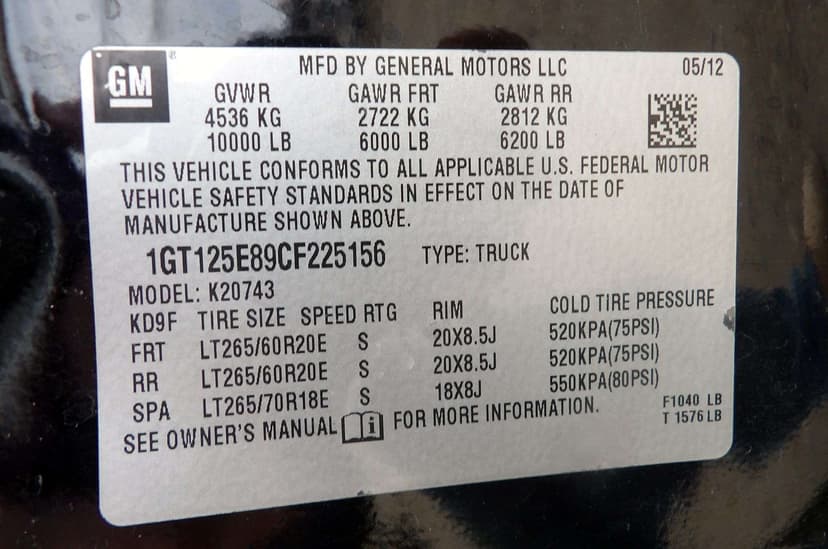 GM ®
MFD BY GENERAL MOTORS LLC 05/12
GVWR GAWR FRT GAWR RR
4536 KG 2722 KG 2812 KG
10000 LB 6000 LB 6200 LB
THIS VEHICLE CONFORMS TO ALL APPLICABLE U.S. FEDERAL MOTOR
VEHICLE SAFETY STANDARDS IN EFFECT ON THE DATE OF
MANUFACTURE SHOWN ABOVE.
1GT125E89CF225156 TYPE: TRUCK
MODEL: K20743
KD9F TIRE SIZE SPEED RTG RIM COLD TIRE PRESSURE
FRT LT265/60R20E S 20X8.5J 520KPA(75PSI)
RR LT265/60R20E S 20X8.5J 520KPA(75PSI)
SPA LT265/70R18E S 18X8J 550KPA(80PSI)
SEE OWNER'S MANUAL i FOR MORE INFORMATION.
F1040 LB
T 1576 LB